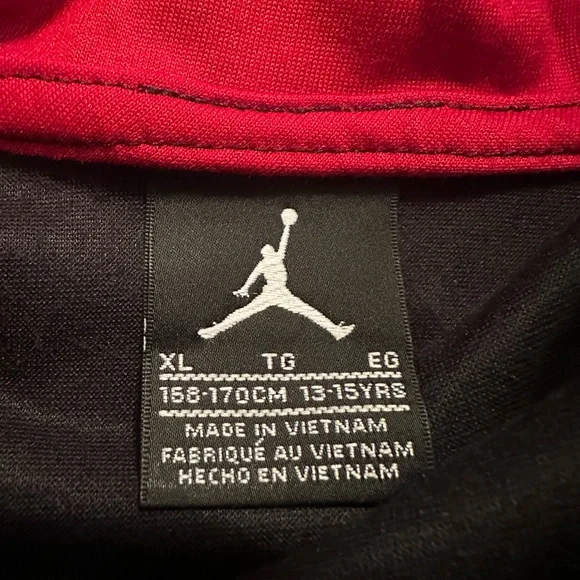 XL TG EG
158-170CM 13-15YRS
MADE IN VIETNAM
FABRIQUÉ AU VIETNAM
HECHO EN VIETNAM